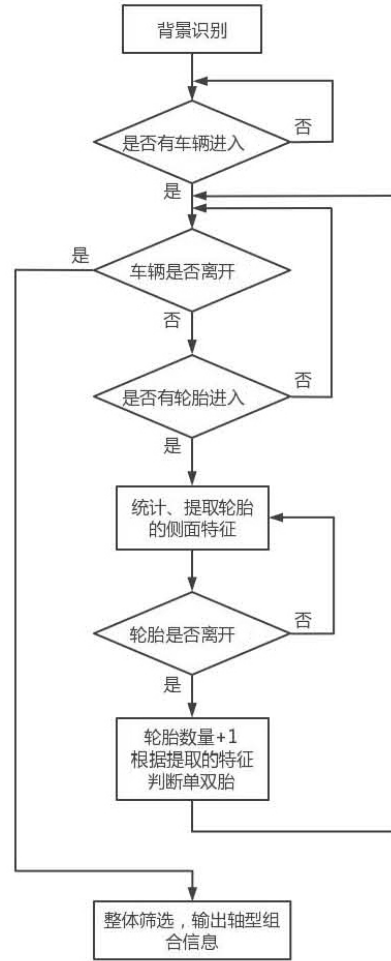 背景识别
是否有车辆进入
否
是
是
车辆是否离开
否
是否有轮胎进入
否
是
统计、提取轮胎
的侧面特征
轮胎是否离开
否
是
轮胎数量+1
根据提取的特征
判断单双胎
整体筛选，输出轴型组
合信息